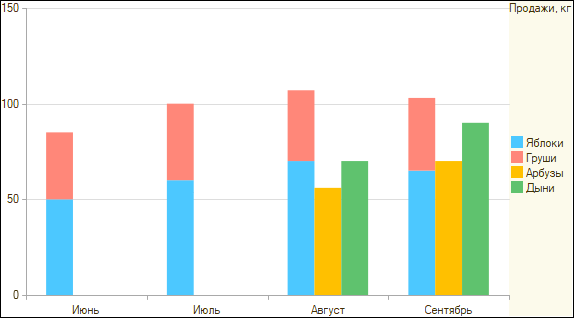 Продажи, кг
150
100
50
0
Июнь
Июль
Август
Сентябрь
Яблоки
Груши
Арбузы
Дыни